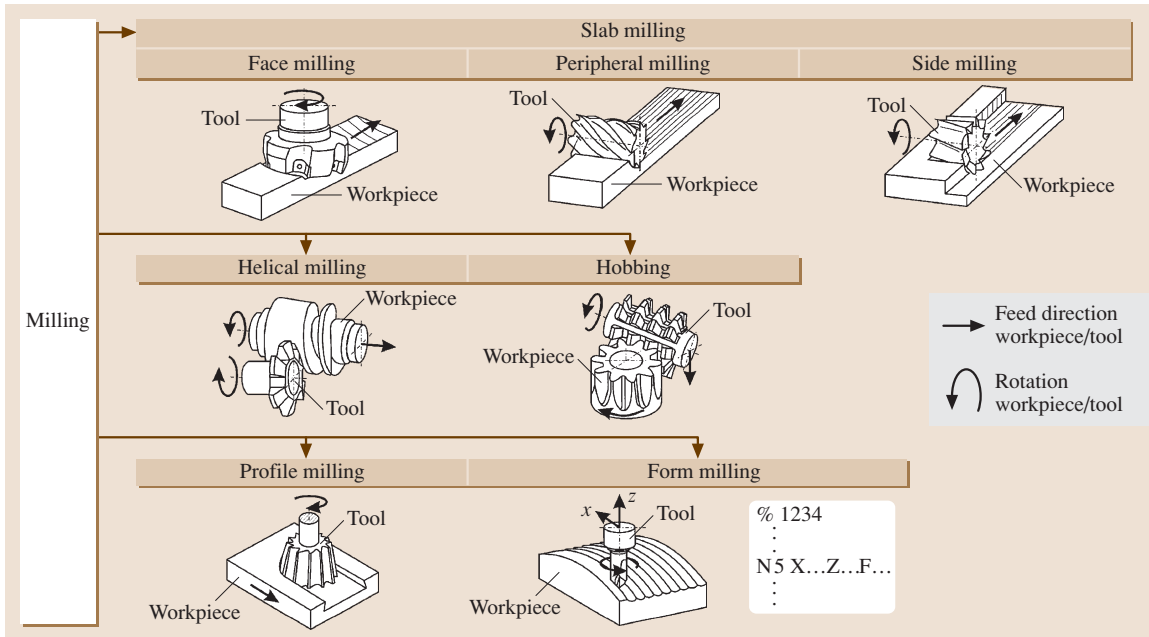 Milling
Slab milling
Face milling
Peripheral milling
Side milling
Tool
Workpiece
Tool
Workpiece
Tool
Workpiece
Helical milling
Hobbing
Workpiece
Tool
Tool
Workpiece
Feed direction
workpiece/tool
Rotation
workpiece/tool
Profile milling
Form milling
Tool
Workpiece
x
z
Tool
Workpiece
% 1234
⋮
N5 X...Z...F...
⋮